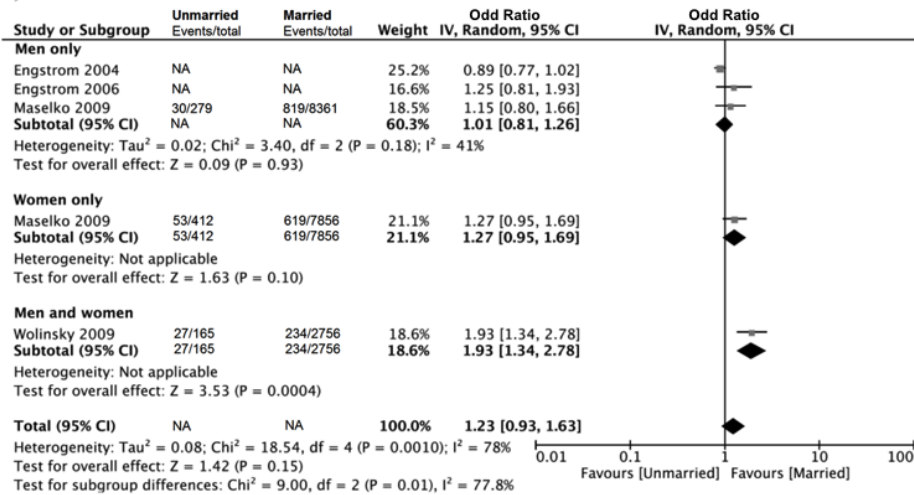 Unmarried Married Odd Ratio Odd Ratio
Study or Subgroup Events/total Events/total Weight IV, Random, 95% CI IV, Random, 95% CI
Men only
Engstrom 2004 NA NA 25.2% 0.89 [0.77, 1.02]
Engstrom 2006 NA NA 16.6% 1.25 [0.81, 1.93]
Maselko 2009 30/279 819/8361 18.5% 1.15 [0.80, 1.66]
Subtotal (95% CI) NA NA 60.3% 1.01 [0.81, 1.26]
Heterogeneity: Tau² = 0.02; Chi² = 3.40, df = 2 (P = 0.18); I² = 41%
Test for overall effect: Z = 0.09 (P = 0.93)
Women only
Maselko 2009 53/412 619/7856 21.1% 1.27 [0.95, 1.69]
Subtotal (95% CI) 53/412 619/7856 21.1% 1.27 [0.95, 1.69]
Heterogeneity: Not applicable
Test for overall effect: Z = 1.63 (P = 0.10)
Men and women
Wolinsky 2009 27/165 234/2756 18.6% 1.93 [1.34, 2.78]
Subtotal (95% CI) 27/165 234/2756 18.6% 1.93 [1.34, 2.78]
Heterogeneity: Not applicable
Test for overall effect: Z = 3.53 (P = 0.0004)
Total (95% CI) NA NA 100.0% 1.23 [0.93, 1.63]
Heterogeneity: Tau² = 0.08; Chi² = 18.54, df = 4 (P = 0.0010); I² = 78%
Test for overall effect: Z = 1.42 (P = 0.15)
Test for subgroup differences: Chi² = 9.00, df = 2 (P = 0.01), I² = 77.8%
0.01 0.1 1 10 100
Favours [Unmarried] Favours [Married]